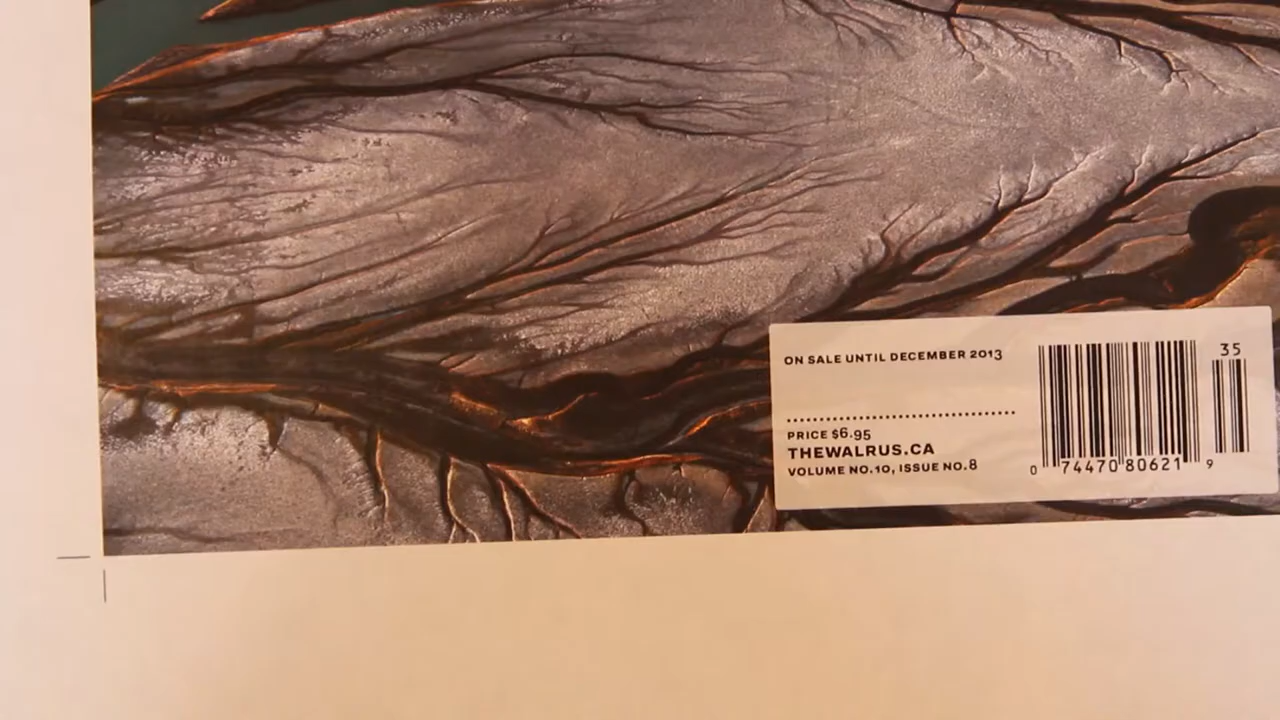 ON SALE UNTIL DECEMBER 2013
PRICE $6.95
THEWALRUS.CA
VOLUME NO.10, ISSUE NO.8
35
0 74470 80621 9